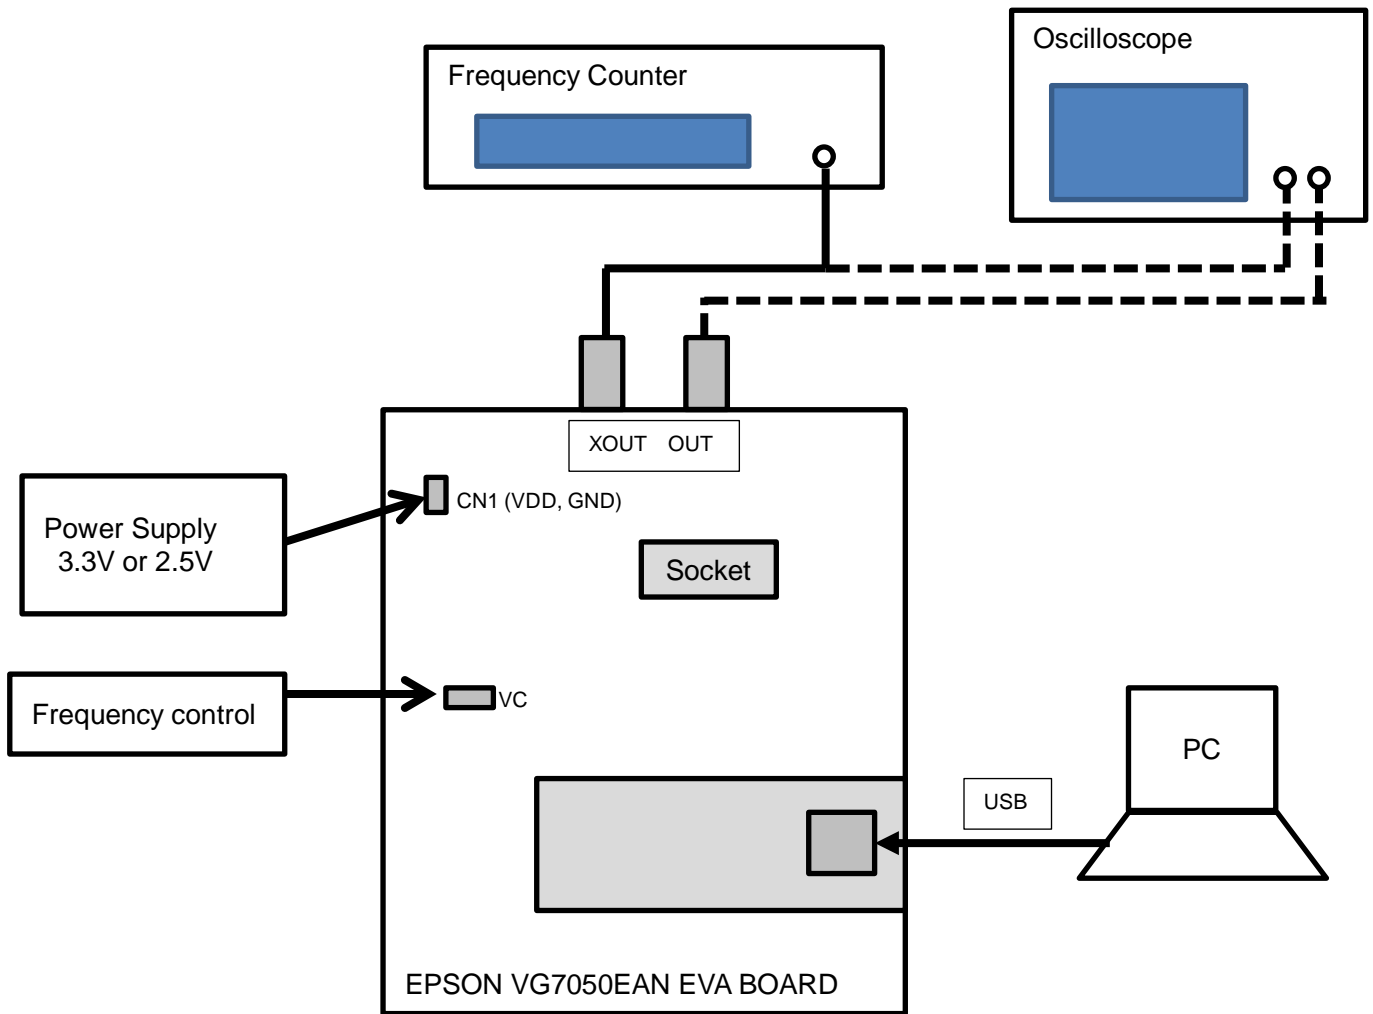 Oscilloscope
Frequency Counter
XOUT OUT
CN1 (VDD, GND)
Power Supply
3.3V or 2.5V
Socket
Frequency control
VC
PC
USB
EPSON VG7050EAN EVA BOARD